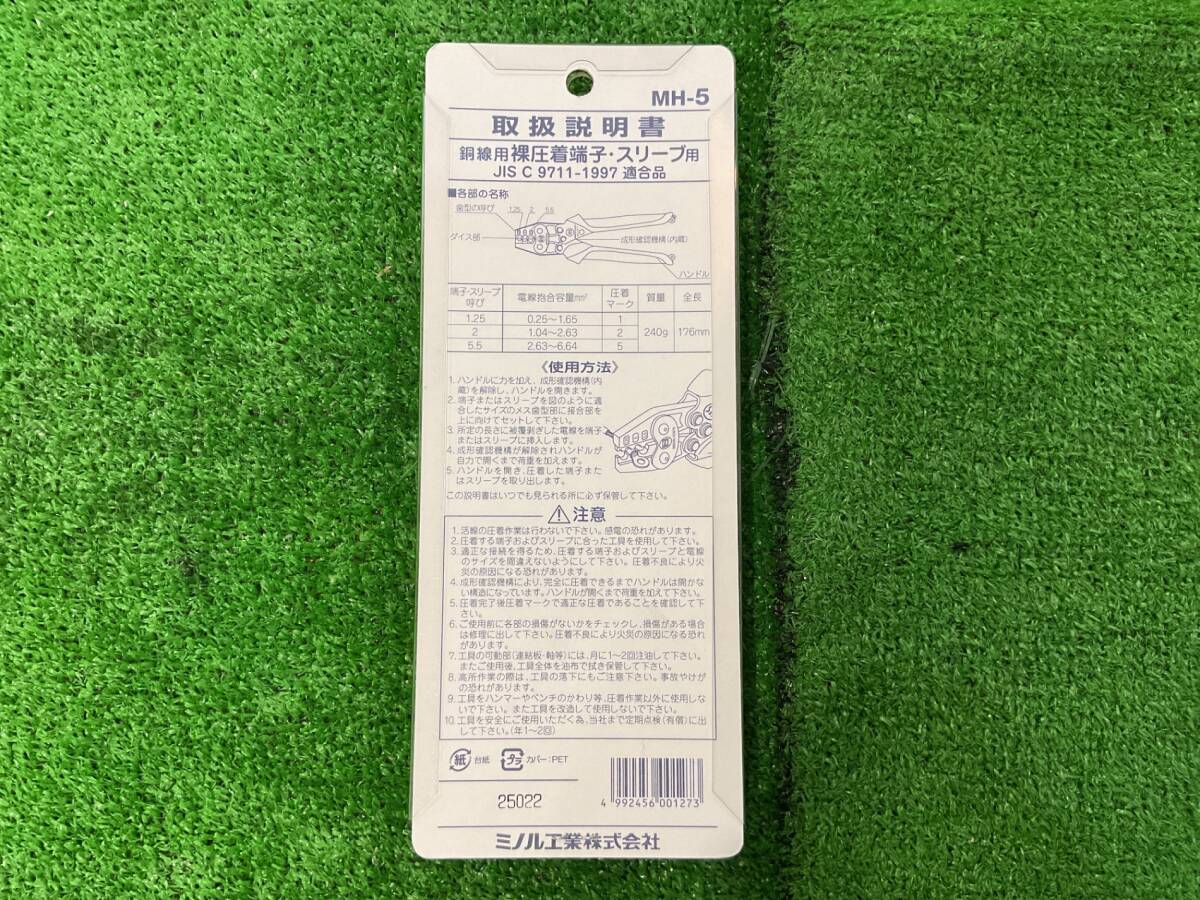 MH-5
取扱説明書
銅線用裸圧着端子・スリーブ用
JIS C 9711-1997 適合品
■各部の名称
歯型の呼び 1.25 2 5.5
ダイス部
成形確認機構(内蔵)
ハンドル
端子・スリーブ呼び 電線抱合容量mm² 圧着マーク 質量 全長
1.25 0.25〜1.65 1
2 1.04〜2.63 2 240g 176mm
5.5 2.63〜6.64 5
《使用方法》
1. ハンドルに力を加え、成形確認機構(内
蔵)を解除し、ハンドルを開きます。
2. 端子またはスリーブを図のように適
合したサイズのメス歯型部に接合部を
上に向けてセットして下さい。
3. 所定の長さに被覆剥ぎした電線を端子
またはスリーブに挿入します。
4. 成形確認機構が解除されハンドルが
自力で開くまで荷重を加えます。
5. ハンドルを開き、圧着した端子また
はスリーブを取り出します。
この説明書はいつでも見られる所に必ず保管して下さい。
注意
1. 活線の圧着作業は行わないで下さい。感電の恐れがあります。
2. 圧着する端子およびスリーブに合った工具を使用して下さい。
3. 適正な接続を得るため、圧着する端子およびスリーブと電線
のサイズを間違えないようにして下さい。圧着不良により火
災の原因になる恐れがあります。
4. 成形確認機構により、完全に圧着できるまでハンドルは開かな
い構造になっています。ハンドルが開くまで荷重を加えて下さい。
5. 圧着完了後圧着マークで適正な圧着であることを確認して下
さい。
6. ご使用前に各部の損傷がないかをチェックし、損傷がある場合
は修理に出して下さい。圧着不良により火災の原因になる恐れ
があります。
7. 工具の可動部(連結板・軸等)には、月に1〜2回注油して下さい。
またご使用後、工具全体を油布で拭き保管して下さい。
8. 高所作業の際は、工具の落下にもご注意下さい。事故やけが
の恐れがあります。
9. 工具をハンマーやペンチのかわり等、圧着作業以外に使用しな
いで下さい。また工具を改造して使用しないで下さい。
10. 工具を安全にご使用いただく為、当社まで定期点検(有償)に出
して下さい。(年1〜2回)
紙 台紙 プラ カバー:PET
25022
4 992456 001273
ミノル工業株式会社